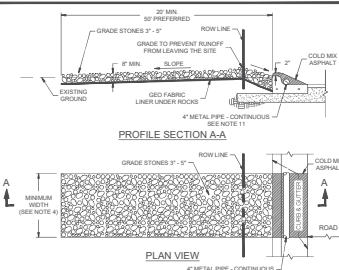 20' MIN.
50' PREFERRED
GRADE STONES 3" - 5"
ROW LINE
GRADE TO PREVENT RUNOFF
FROM LEAVING THE SITE
2"
COLD MIX
ASPHALT
8" MIN.
SLOPE
EXISTING
GROUND
GEO FABRIC
LINER UNDER ROCKS
4" METAL PIPE - CONTINUOUS
SEE NOTE 11
PROFILE SECTION A-A
GRADE STONES 3" - 5"
ROW LINE
COLD MIX
ASPHAL
A
A
MINIMUM
WIDTH
(SEE NOTE 4)
CURB & GUTTER
ROAD
PLAN VIEW
4" METAL PIPE - CONTINUOUS